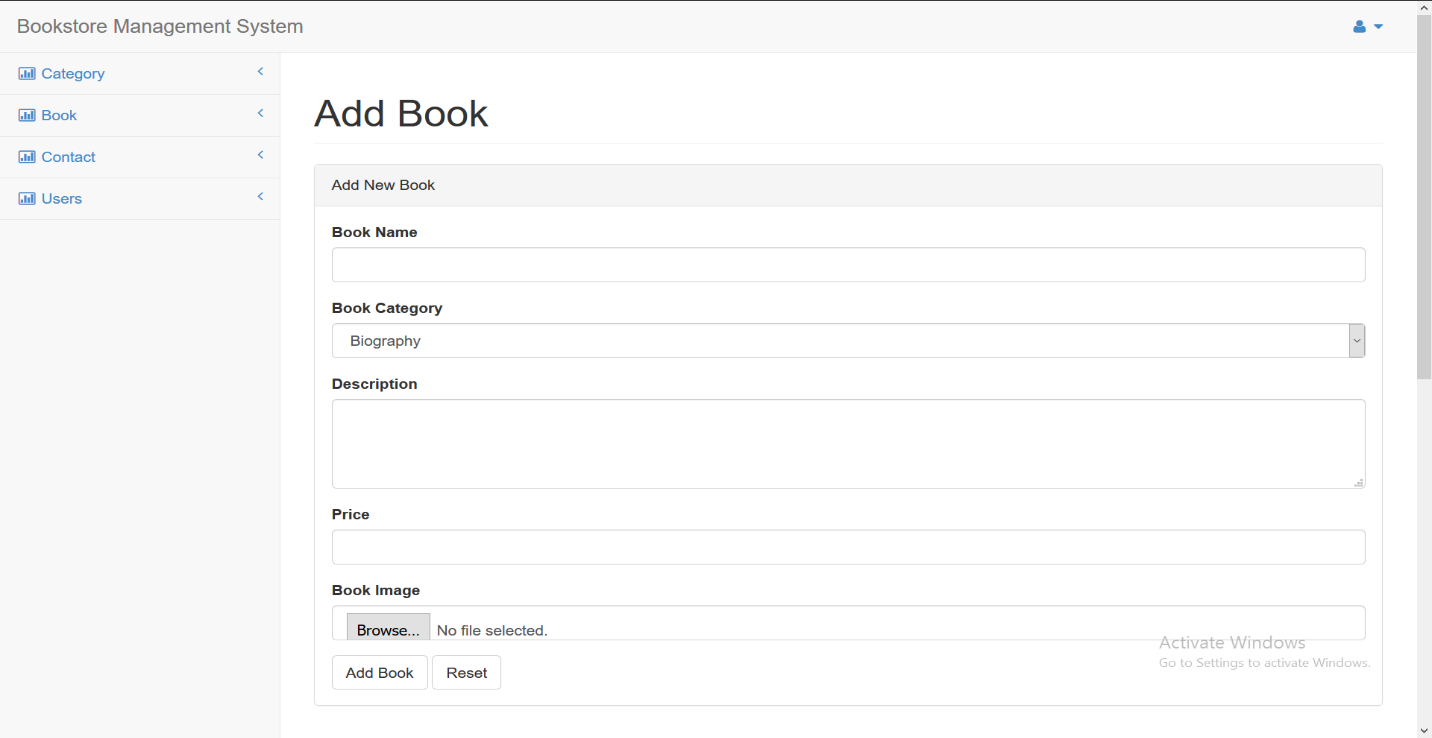 Bookstore Management System
Category
Book
Contact
Users
Add Book
Add New Book
Book Name
Book Category
Biography
Description
Price
Book Image
Browse... No file selected.
Add Book Reset
Activate Windows
Go to Settings to activate Windows.